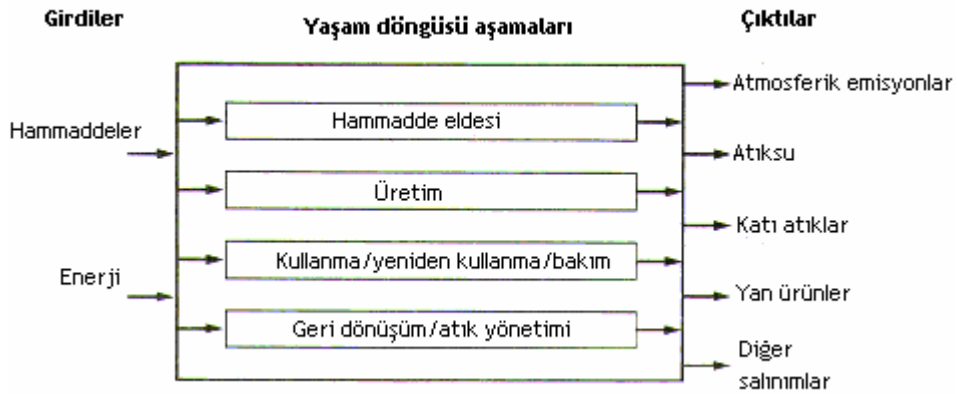 Girdiler
Yaşam döngüsü aşamaları
Çıktılar
Hammaddeler
Enerji
Hammadde eldesi
Üretim
Kullanma/yeniden kullanma/bakım
Geri dönüşüm/atık yönetimi
Atmosferik emisyonlar
Atıksu
Katı atıklar
Yan ürünler
Diğer
salınımlar